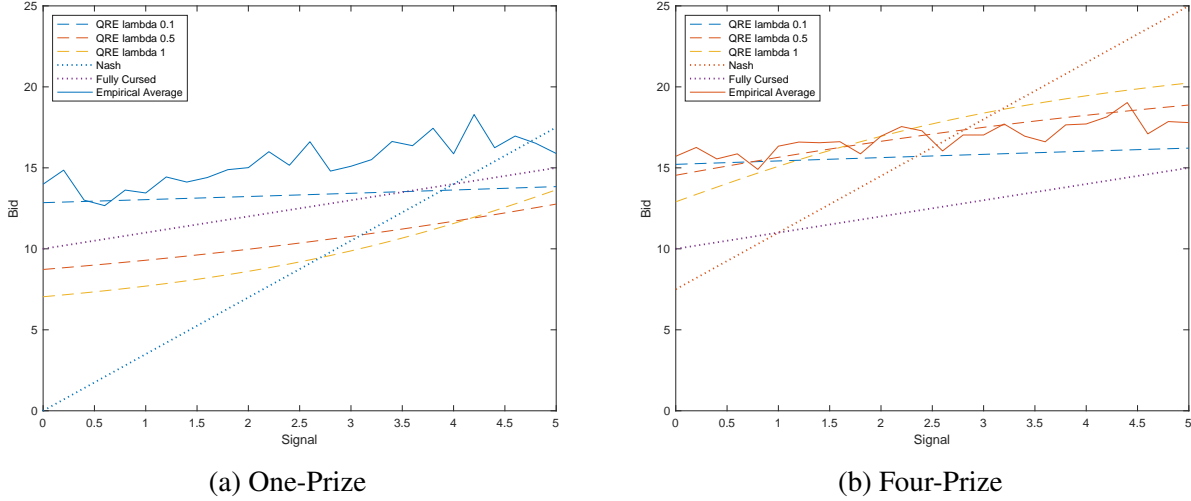 25
20
15
10
5
0
Bid
QRE lambda 0.1
QRE lambda 0.5
QRE lambda 1
Nash
Fully Cursed
Empirical Average
0 0.5 1 1.5 2 2.5 3 3.5 4 4.5 5
Signal
(a) One-Prize
25
20
15
10
5
0
Bid
QRE lambda 0.1
QRE lambda 0.5
QRE lambda 1
Nash
Fully Cursed
Empirical Average
0 0.5 1 1.5 2 2.5 3 3.5 4 4.5 5
Signal
(b) Four-Prize